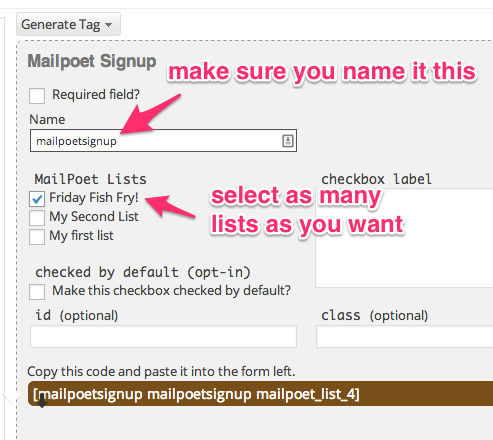 Generate Tag
Mailpoet Signup
make sure you name it this
Required field?
Name
mailpoetsignup
MailPoet Lists
checkbox label
Friday Fish Fry!
My Second List
My first list
select as many
lists as you want
checked by default (opt-in)
Make this checkbox checked by default?
id (optional)
class (optional)
Copy this code and paste it into the form left.
[mailpoetsignup mailpoetsignup mailpoet_list_4]